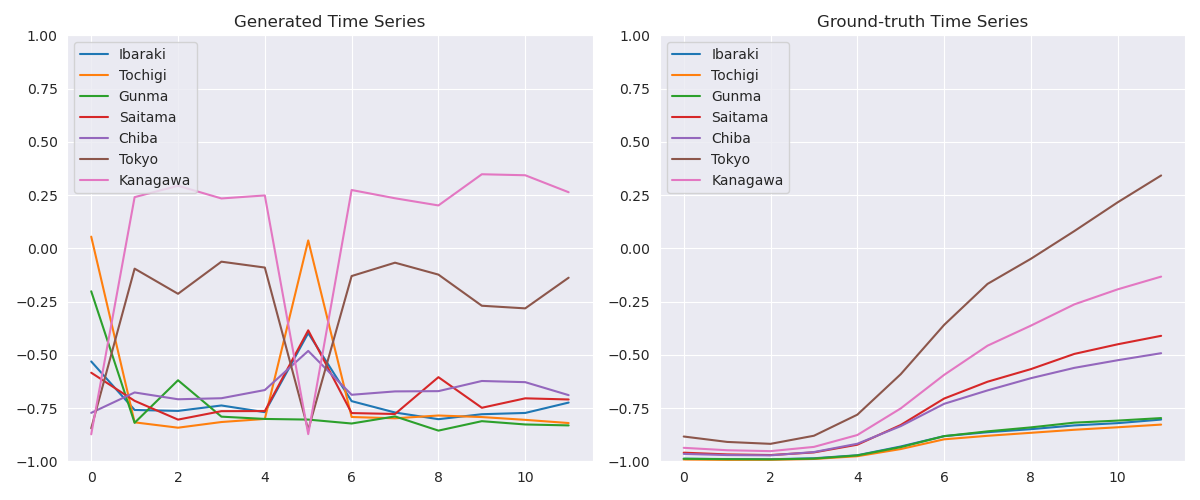 Generated Time Series
1.00
0.75
0.50
0.25
0.00
−0.25
−0.50
−0.75
−1.00
0 2 4 6 8 10
Ibaraki
Tochigi
Gunma
Saitama
Chiba
Tokyo
Kanagawa
Ground-truth Time Series
1.00
0.75
0.50
0.25
0.00
−0.25
−0.50
−0.75
−1.00
0 2 4 6 8 10
Ibaraki
Tochigi
Gunma
Saitama
Chiba
Tokyo
Kanagawa